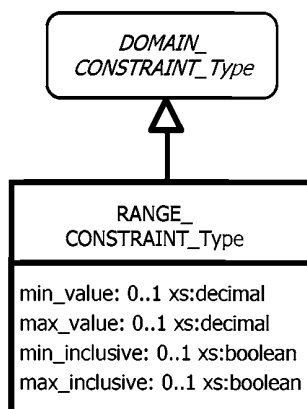 DOMAIN_
CONSTRAINT_Type
RANGE_
CONSTRAINT_Type
min_value: 0..1 xs:decimal
max_value: 0..1 xs:decimal
min_inclusive: 0..1 xs:boolean
max_inclusive: 0..1 xs:boolean